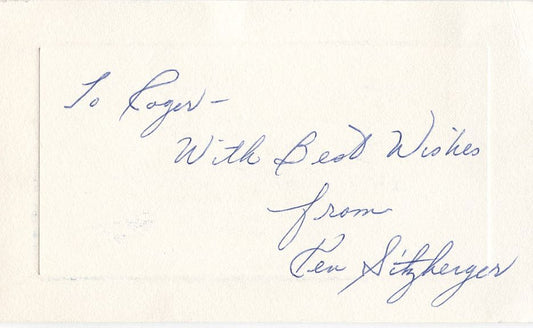 To Roger-
With Best Wishes
from
Ken Sitzberger